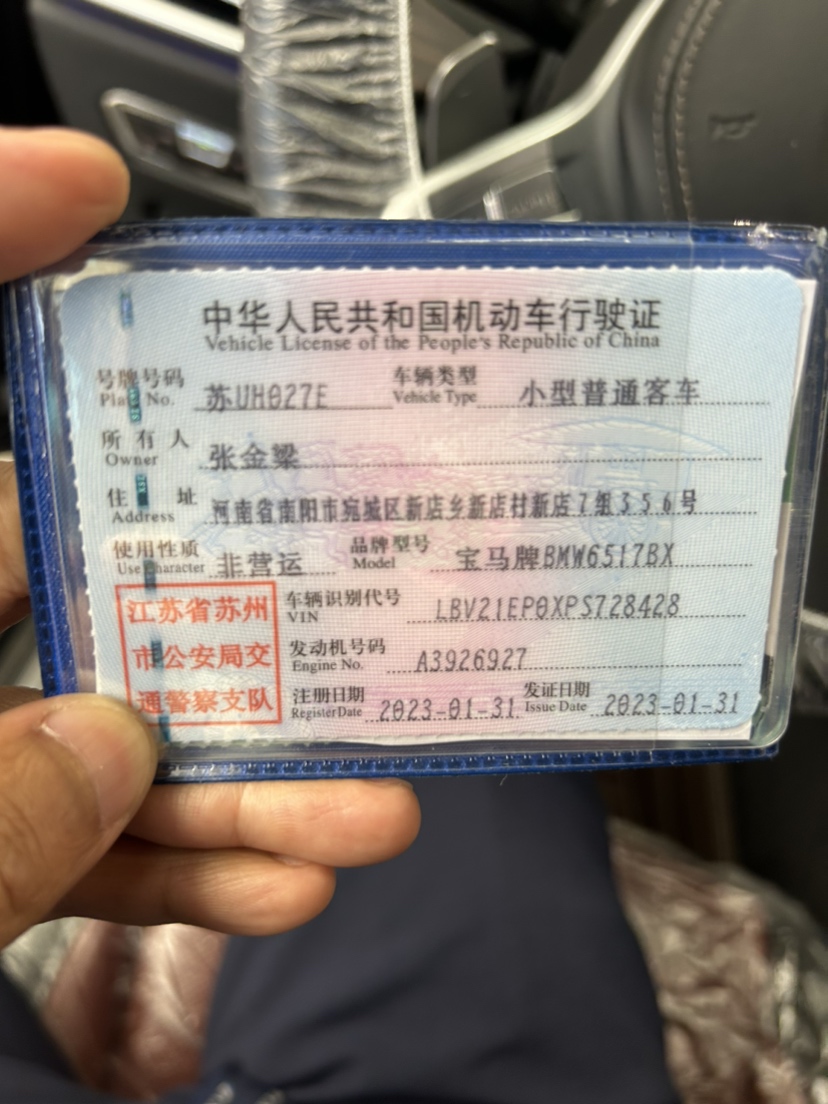 中华人民共和国机动车行驶证
Vehicle License of the People's Republic of China
号牌号码 苏UH027E 车辆类型 小型普通客车
Plate No. Vehicle Type
所有人 张金梁
Owner
住址 河南省南阳市宛城区新店乡新店村新店7组356号
Address
使用性质 非营运 品牌型号 宝马牌BMW6517BX
Use Character Model
江苏省苏州
市公安局交
通警察支队
车辆识别代号 LBV21EP0XPS728428
VIN
发动机号码 A3926927
Engine No.
注册日期 2023-01-31 发证日期 2023-01-31
Register Date Issue Date